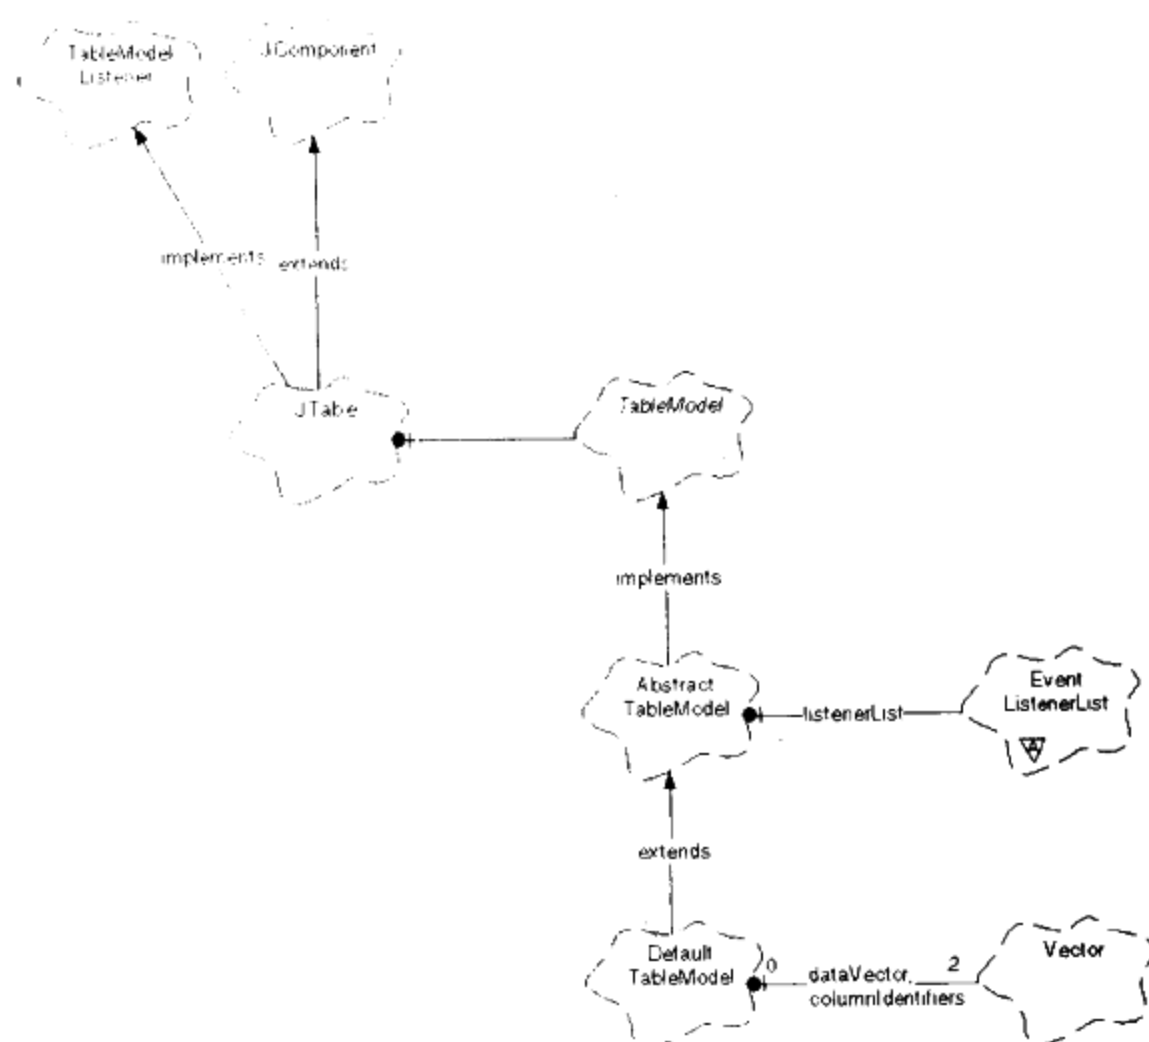 TableModel
Listener
JComponent
implements
extends
JTable
TableModel
implements
Abstract
TableModel
listenerList
Event
ListenerList
A
extends
Default
TableModel
0
dataVector,
columnIdentifiers
2
Vector